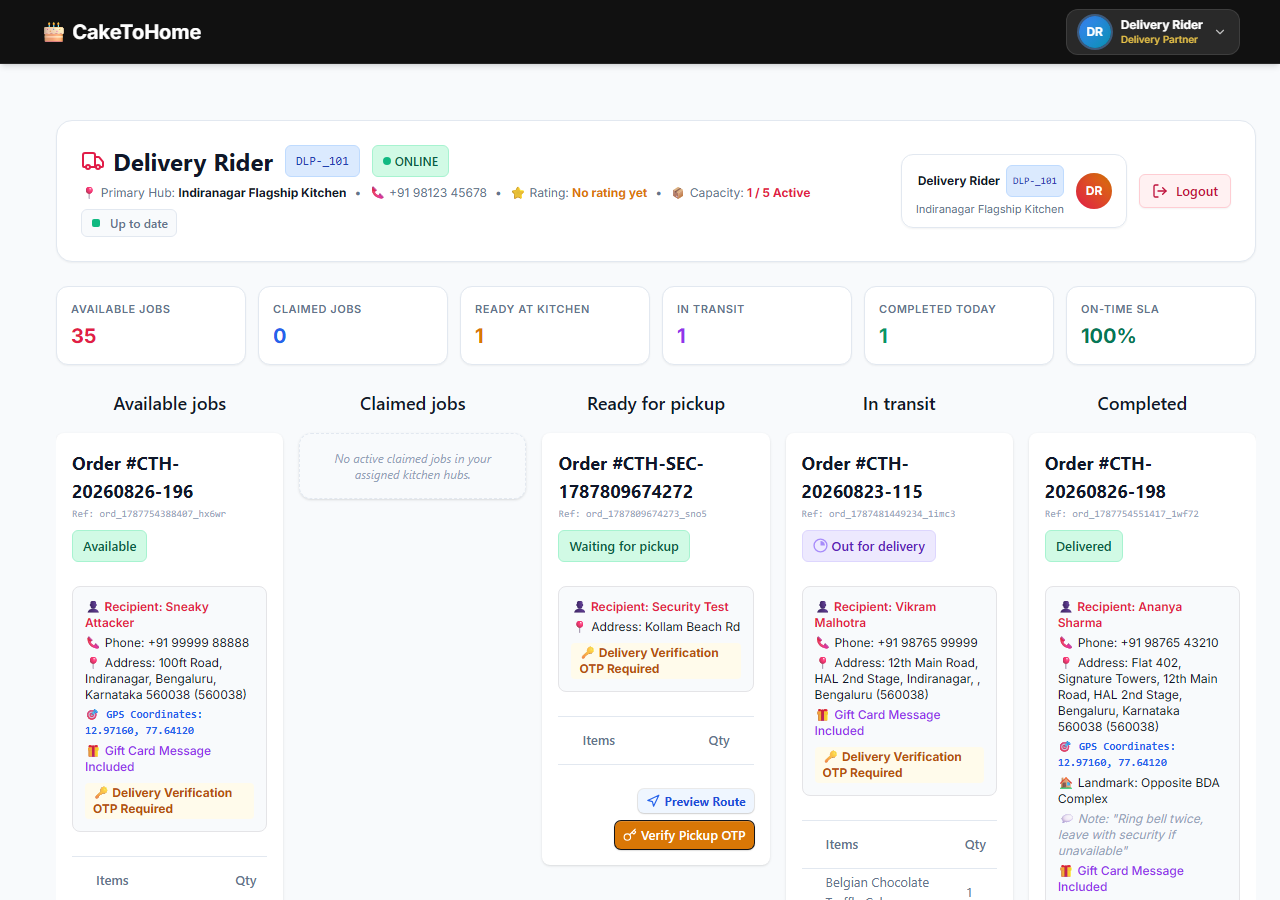 CakeToHome
DR
Delivery Rider
Delivery Partner
Delivery Rider
DLP-_101
ONLINE
Primary Hub: Indiranagar Flagship Kitchen • +91 98123 45678 • Rating: No rating yet • Capacity: 1 / 5 Active
Up to date
Delivery Rider
DLP-_101
Indiranagar Flagship Kitchen
DR
Logout
AVAILABLE JOBS
35
CLAIMED JOBS
0
READY AT KITCHEN
1
IN TRANSIT
1
COMPLETED TODAY
1
ON-TIME SLA
100%
Available jobs
Order #CTH-
20260826-196
Ref: ord_1787754388407_hx6wr
Available
Recipient: Sneaky
Attacker
Phone: +91 99999 88888
Address: 100ft Road,
Indiranagar, Bengaluru,
Karnataka 560038 (560038)
GPS Coordinates:
12.97160, 77.64120
Gift Card Message
Included
Delivery Verification
OTP Required
Items Qty
Claimed jobs
No active claimed jobs in your
assigned kitchen hubs.
Ready for pickup
Order #CTH-SEC-
1787809674272
Ref: ord_1787809674273_sno5
Waiting for pickup
Recipient: Security Test
Address: Kollam Beach Rd
Delivery Verification
OTP Required
Items Qty
Preview Route
Verify Pickup OTP
In transit
Order #CTH-
20260823-115
Ref: ord_1787481449234_1imc3
Out for delivery
Recipient: Vikram
Malhotra
Phone: +91 98765 99999
Address: 12th Main Road,
HAL 2nd Stage, Indiranagar, ,
Bengaluru (560038)
Gift Card Message
Included
Delivery Verification
OTP Required
Items Qty
Belgian Chocolate 1
Completed
Order #CTH-
20260826-198
Ref: ord_1787754551417_1wf72
Delivered
Recipient: Ananya
Sharma
Phone: +91 98765 43210
Address: Flat 402,
Signature Towers, 12th Main
Road, HAL 2nd Stage,
Bengaluru, Karnataka
560038 (560038)
GPS Coordinates:
12.97160, 77.64120
Landmark: Opposite BDA
Complex
Note: "Ring bell twice,
leave with security if
unavailable"
Gift Card Message
Included